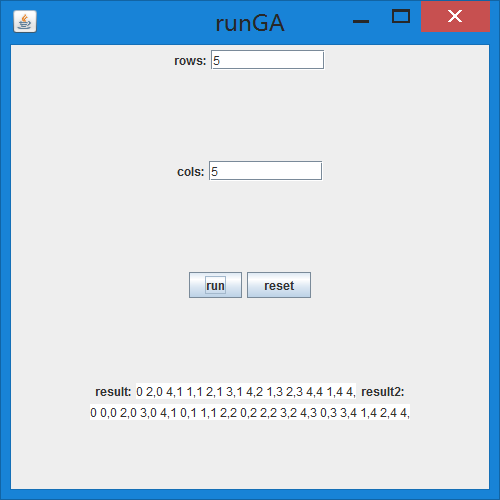 runGA
rows: 5
cols: 5
run reset
result: 0 2,0 4,1 1,1 2,1 3,1 4,2 1,3 2,3 4,4 1,4 4, result2:
0 0,0 2,0 3,0 4,1 0,1 1,1 2,2 0,2 2,2 3,2 4,3 0,3 3,4 1,4 2,4 4,